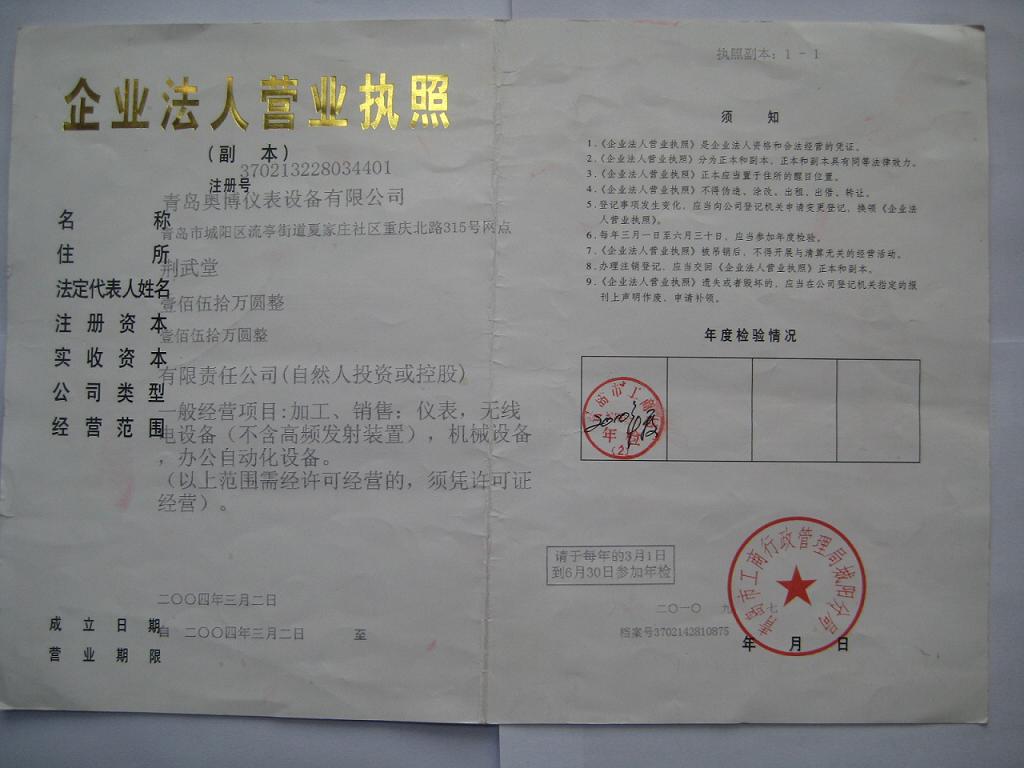 企业法人营业执照
（副 本）
370213228034401
注册号
名 称 青岛奥博仪表设备有限公司
住 所 青岛市城阳区流亭街道夏家庄社区重庆北路315号网点
法定代表人姓名 荆武堂
注册资本 壹佰伍拾万圆整
实收资本 壹佰伍拾万圆整
公司类型 有限责任公司(自然人投资或控股)
经营范围 一般经营项目:加工、销售：仪表，无线
电设备（不含高频发射装置），机械设备
，办公自动化设备。
（以上范围需经许可经营的，须凭许可证
经营）。
成立日期 二〇〇四年三月二日
营业期限 自 二〇〇四年三月二日 至
执照副本：1-1
须 知
1.《企业法人营业执照》是企业法人资格和合法经营的凭证。
2.《企业法人营业执照》分为正本和副本，正本和副本具有同等法律效力。
3.《企业法人营业执照》正本应当置于住所的醒目位置。
4.《企业法人营业执照》不得伪造、涂改、出租、出借、转让。
5.登记事项发生变化，应当向公司登记机关申请变更登记，换领《企业法
人营业执照》。
6.每年三月一日至六月三十日，应当参加年度检验。
7.《企业法人营业执照》被吊销后，不得开展与清算无关的经营活动。
8.办理注销登记，应当交回《企业法人营业执照》正本和副本。
9.《企业法人营业执照》遗失或者毁坏的，应当在公司登记机关指定的报
刊上声明作废，申请补领。
年度检验情况
年检
(2)
请于每年的3月1日
到6月30日参加年检
青岛市工商行政管理局城阳分局
二〇一〇 九 七
档案号3702142810875
年 月 日